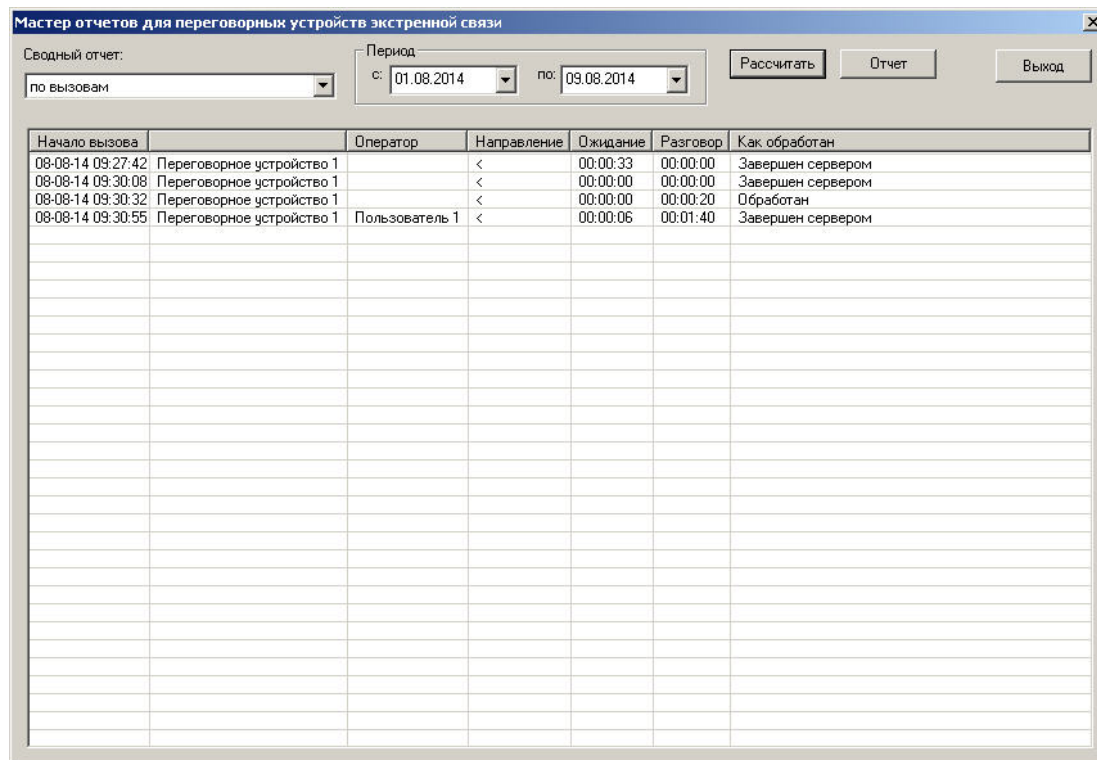 Мастер отчетов для переговорных устройств экстренной связи
Сводный отчет:
по вызовам
Период
с: 01.08.2014 по: 09.08.2014
Рассчитать Отчет Выход
Начало вызова Оператор Направление Ожидание Разговор Как обработан
08-08-14 09:27:42 Переговорное устройство 1 < 00:00:33 00:00:00 Завершен сервером
08-08-14 09:30:08 Переговорное устройство 1 < 00:00:00 00:00:00 Завершен сервером
08-08-14 09:30:32 Переговорное устройство 1 < 00:00:00 00:00:20 Обработан
08-08-14 09:30:55 Переговорное устройство 1 Пользователь 1 < 00:00:06 00:01:40 Завершен сервером